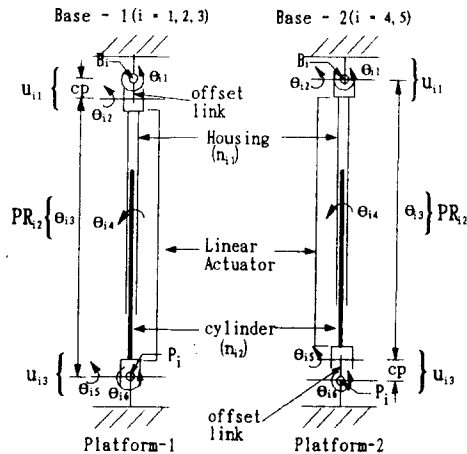 Base - 1(i = 1, 2, 3)
Base - 2(i = 4, 5)
B_i
θ_i1
u_i1
cp
θ_i2
offset
link
B_i
θ_i1
θ_i2
u_i1
Housing
(n_i1)
PR_i2
θ_i3
θ_i4
θ_i4
θ_i3
PR_i2
Linear
Actuator
cylinder
(n_i2)
P_i
u_i3
θ_i5
θ_i6
θ_i5
cp
θ_i6
P_i
u_i3
offset
link
Platform-1
Platform-2